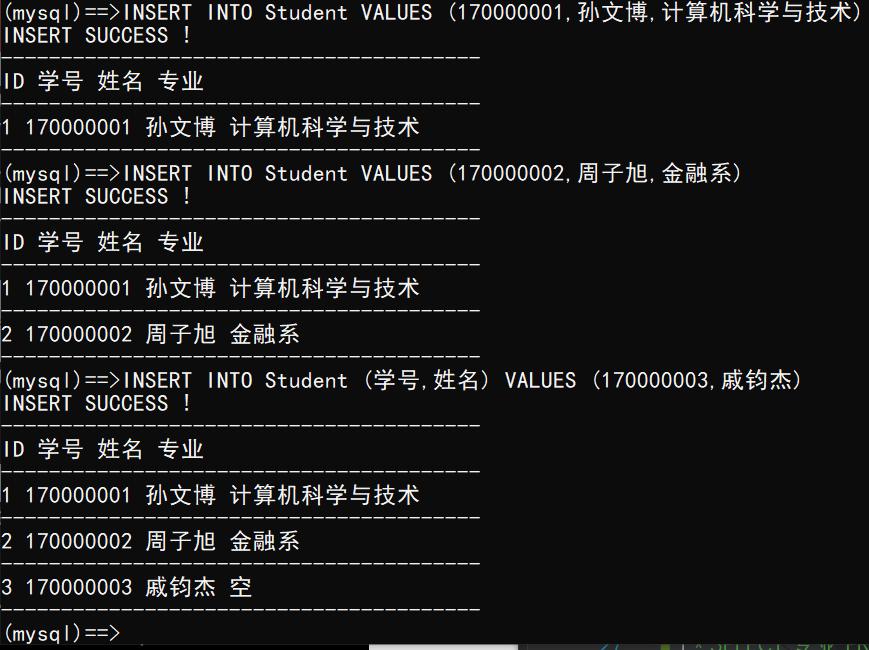 (mysql)==>INSERT INTO Student VALUES (170000001,孙文博,计算机科学与技术)
INSERT SUCCESS !
----------------------------------------
ID 学号 姓名 专业
----------------------------------------
1 170000001 孙文博 计算机科学与技术
----------------------------------------
(mysql)==>INSERT INTO Student VALUES (170000002,周子旭,金融系)
INSERT SUCCESS !
----------------------------------------
ID 学号 姓名 专业
----------------------------------------
1 170000001 孙文博 计算机科学与技术
----------------------------------------
2 170000002 周子旭 金融系
----------------------------------------
(mysql)==>INSERT INTO Student (学号,姓名) VALUES (170000003,戚钧杰)
INSERT SUCCESS !
----------------------------------------
ID 学号 姓名 专业
----------------------------------------
1 170000001 孙文博 计算机科学与技术
----------------------------------------
2 170000002 周子旭 金融系
----------------------------------------
3 170000003 戚钧杰 空
----------------------------------------
(mysql)==>